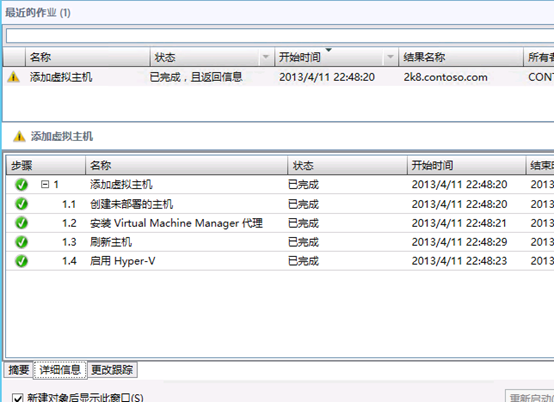 最近的作业 (1)
名称 状态 开始时间 结果名称 所有者
添加虚拟主机 已完成，且返回信息 2013/4/11 22:48:20 2k8.contoso.com CONT
添加虚拟主机
步骤 名称 状态 开始时间 结束时
1 添加虚拟主机 已完成 2013/4/11 22:48:20 2013
1.1 创建未部署的主机 已完成 2013/4/11 22:48:20 2013
1.2 安装 Virtual Machine Manager 代理 已完成 2013/4/11 22:48:21 2013
1.3 刷新主机 已完成 2013/4/11 22:48:29 2013
1.4 启用 Hyper-V 已完成 2013/4/11 22:48:23 2013
摘要 详细信息 更改跟踪
新建对象后显示此窗口(S) 重新启动